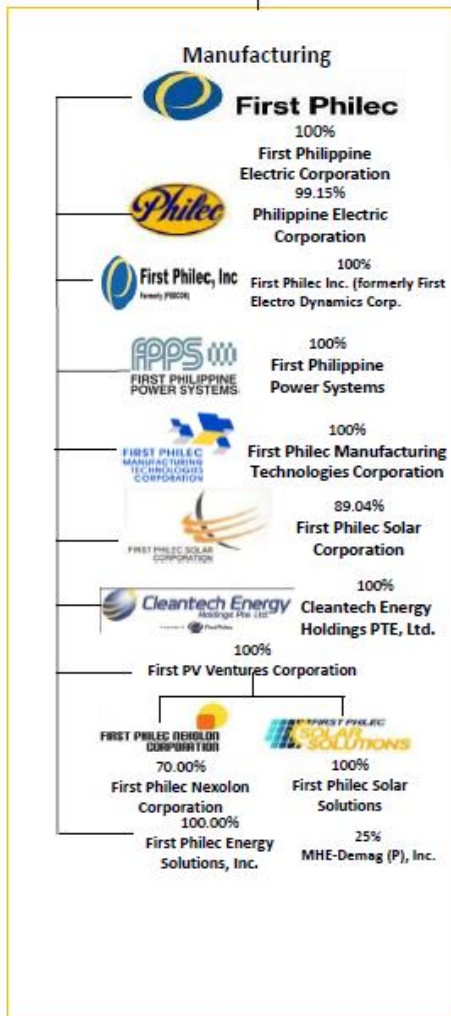 Manufacturing
First Philec
100%
First Philippine
Electric Corporation
99.15%
Philec
Philippine Electric
Corporation
First Philec, Inc
Formerly (FEDCOR)
100%
First Philec Inc. (formerly First
Electro Dynamics Corp.
FPPS
FIRST PHILIPPINE
POWER SYSTEMS
100%
First Philippine
Power Systems
FIRST PHILEC
MANUFACTURING
TECHNOLOGIES
CORPORATION
100%
First Philec Manufacturing
Technologies Corporation
FIRST PHILEC SOLAR
CORPORATION
89.04%
First Philec Solar
Corporation
Cleantech Energy
Holdings Pte Ltd
100%
Cleantech Energy
Holdings PTE, Ltd.
100%
First PV Ventures Corporation
FIRST PHILEC NEXOLON
CORPORATION
70.00%
First Philec Nexolon
Corporation
FIRST PHILEC
SOLAR
SOLUTIONS
100%
First Philec Solar
Solutions
100.00%
First Philec Energy
Solutions, Inc.
25%
MHE-Demag (P), Inc.